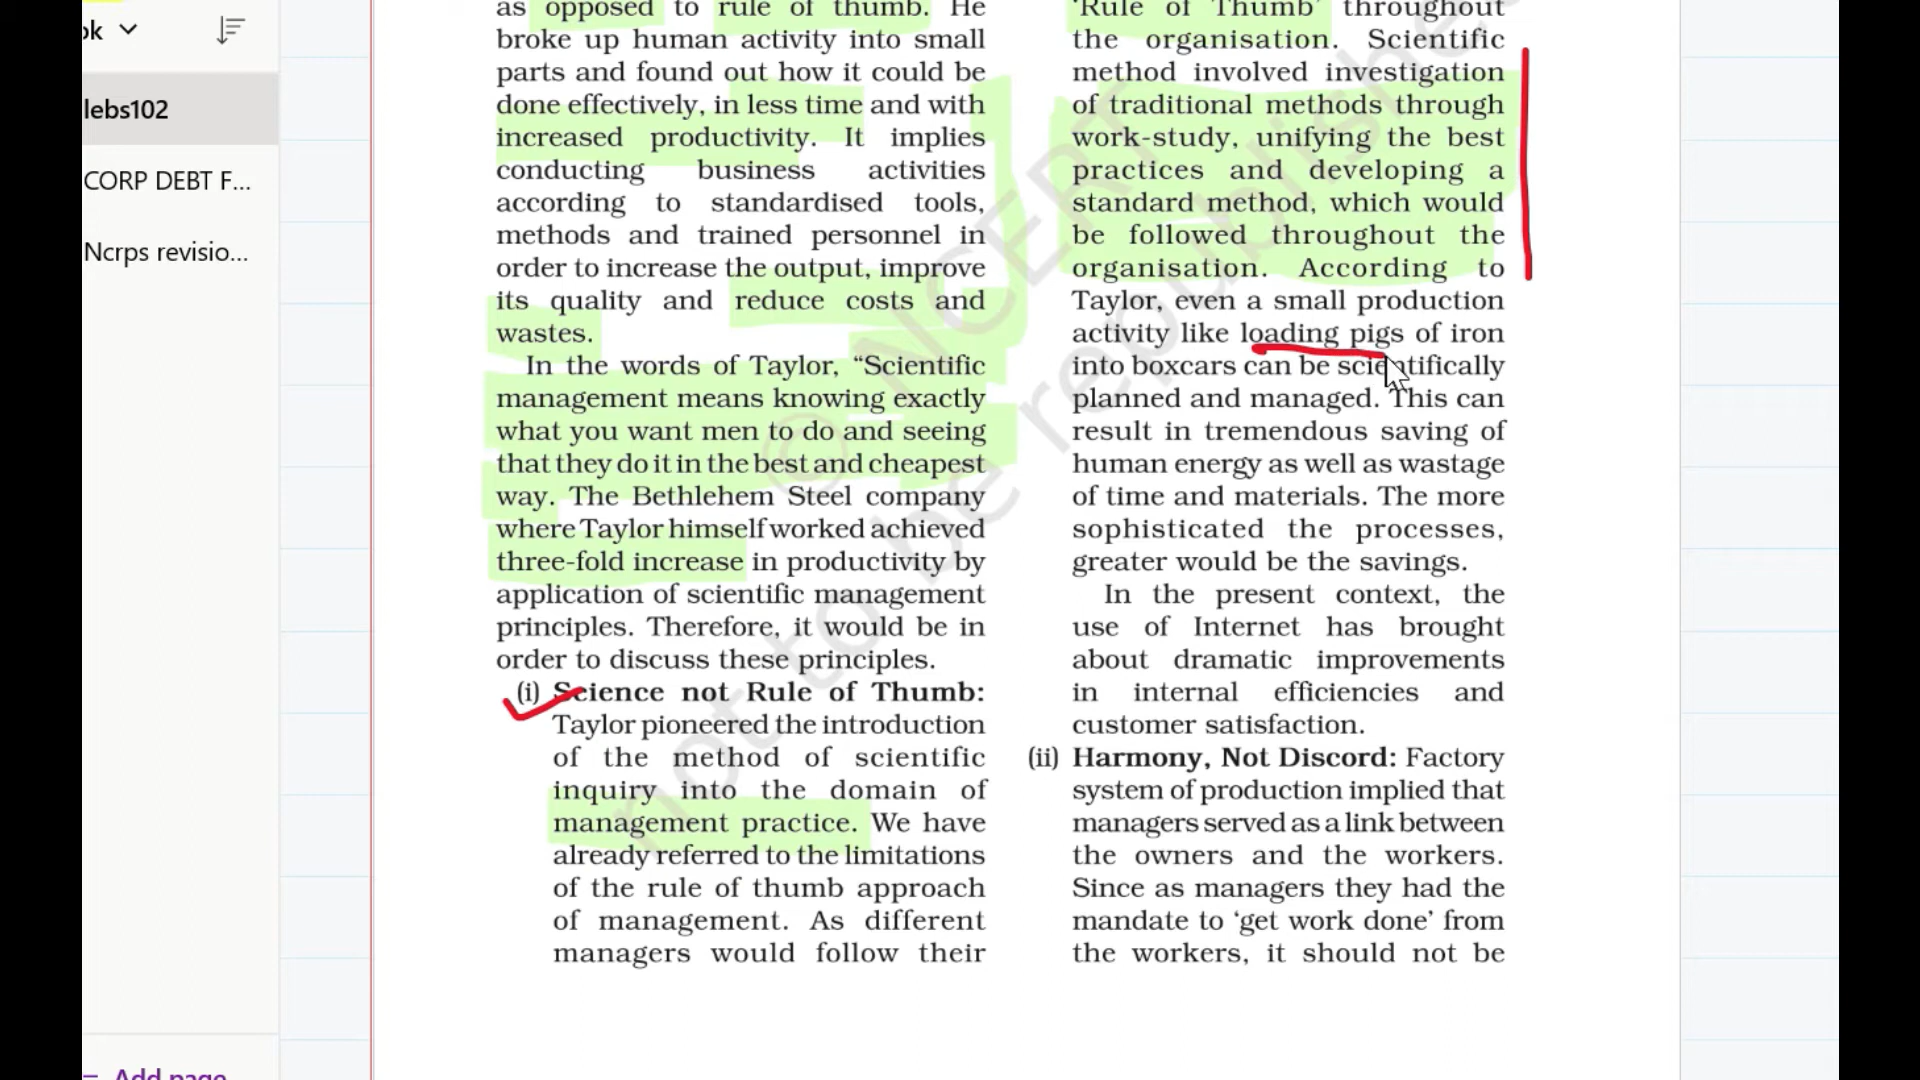 ok
lebs102
CORP DEBT F...
Ncrps revisio...
Add page
as opposed to rule of thumb. He
broke up human activity into small
parts and found out how it could be
done effectively, in less time and with
increased productivity. It implies
conducting business activities
according to standardised tools,
methods and trained personnel in
order to increase the output, improve
its quality and reduce costs and
wastes.
In the words of Taylor, “Scientific
management means knowing exactly
what you want men to do and seeing
that they do it in the best and cheapest
way. The Bethlehem Steel company
where Taylor himself worked achieved
three-fold increase in productivity by
application of scientific management
principles. Therefore, it would be in
order to discuss these principles.
(i) Science not Rule of Thumb:
Taylor pioneered the introduction
of the method of scientific
inquiry into the domain of
management practice. We have
already referred to the limitations
of the rule of thumb approach
of management. As different
managers would follow their
‘Rule of Thumb’ throughout
the organisation. Scientific
method involved investigation
of traditional methods through
work-study, unifying the best
practices and developing a
standard method, which would
be followed throughout the
organisation. According to
Taylor, even a small production
activity like loading pigs of iron
into boxcars can be scientifically
planned and managed. This can
result in tremendous saving of
human energy as well as wastage
of time and materials. The more
sophisticated the processes,
greater would be the savings.
In the present context, the
use of Internet has brought
about dramatic improvements
in internal efficiencies and
customer satisfaction.
(ii) Harmony, Not Discord: Factory
system of production implied that
managers served as a link between
the owners and the workers.
Since as managers they had the
mandate to ‘get work done’ from
the workers, it should not be
© NCERT
not to be republished